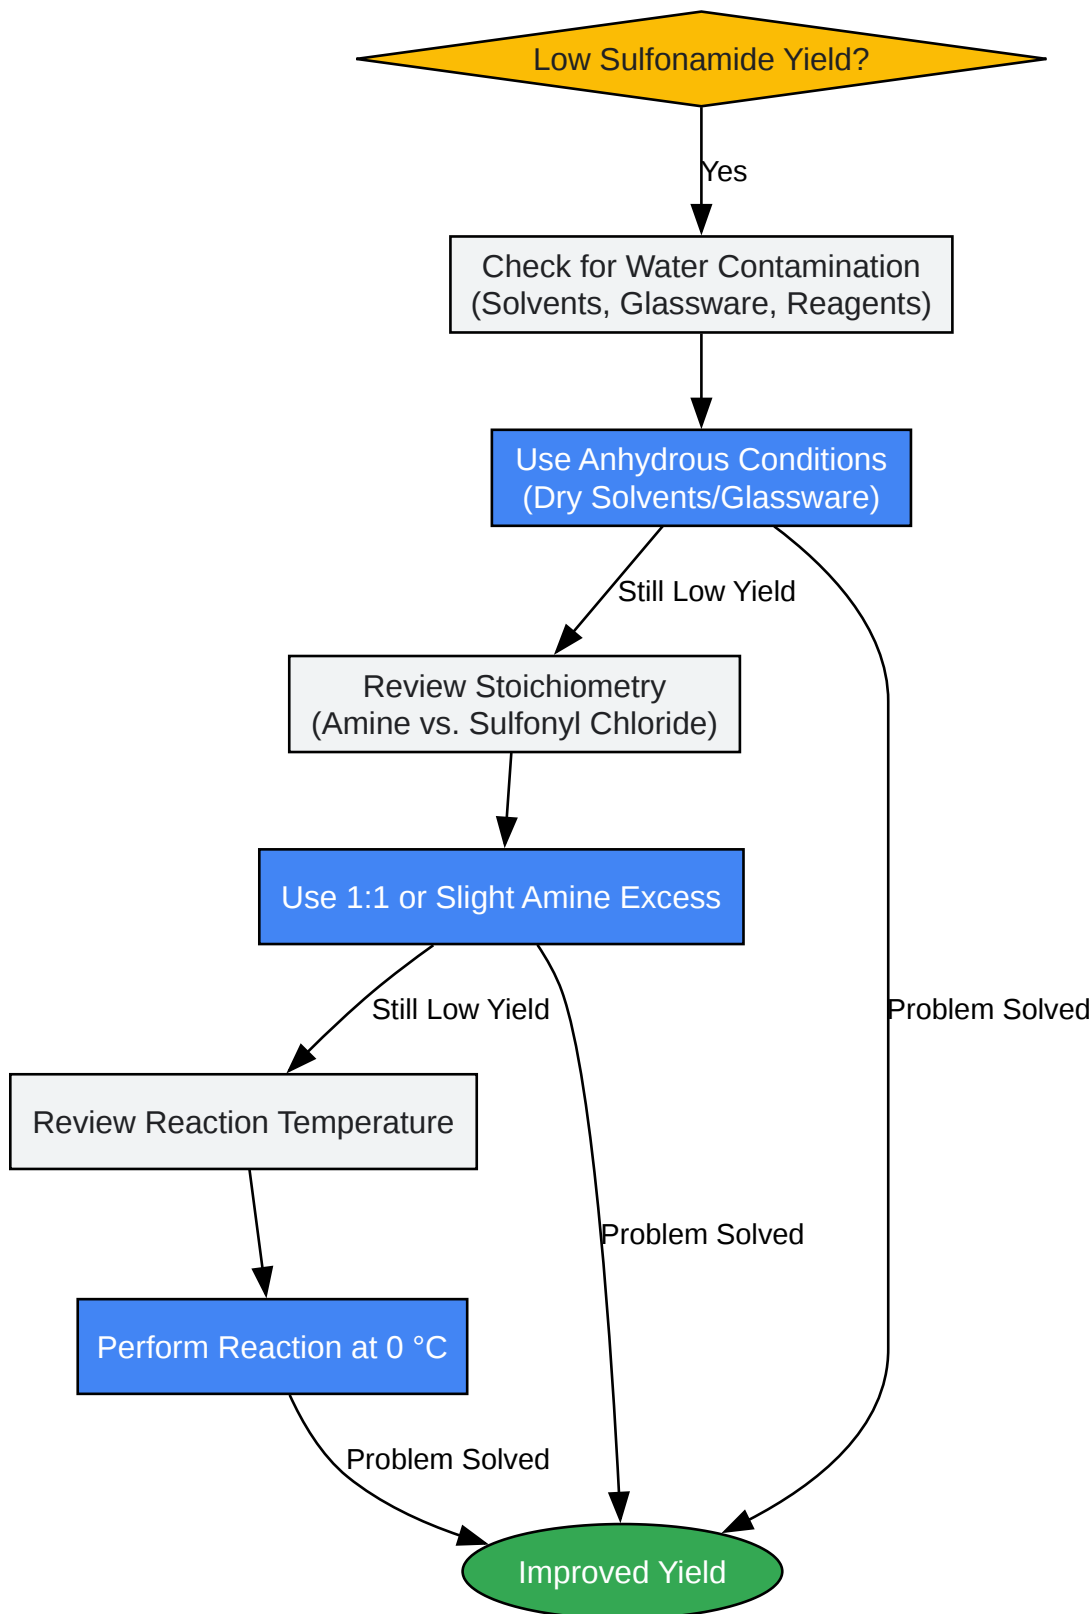 Low Sulfonamide Yield?
Yes
Check for Water Contamination
(Solvents, Glassware, Reagents)
Use Anhydrous Conditions
(Dry Solvents/Glassware)
Still Low Yield
Review Stoichiometry
(Amine vs. Sulfonyl Chloride)
Use 1:1 or Slight Amine Excess
Still Low Yield
Problem Solved
Review Reaction Temperature
Problem Solved
Perform Reaction at 0 °C
Problem Solved
Improved Yield